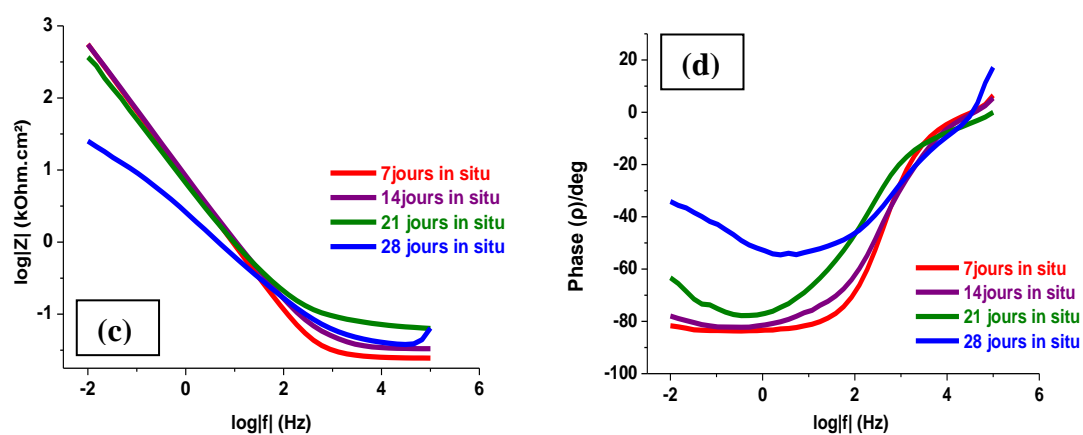 3
2
1
0
-1
-2
0
2
4
6
log|Z| (kOhm.cm²)
log|f| (Hz)
7jours in situ
14jours in situ
21 jours in situ
28 jours in situ
(c)
20
0
-20
-40
-60
-80
-100
-2
0
2
4
6
Phase (ρ)/deg
log|f| (Hz)
7jours in situ
14jours in situ
21 jours in situ
28 jours in situ
(d)